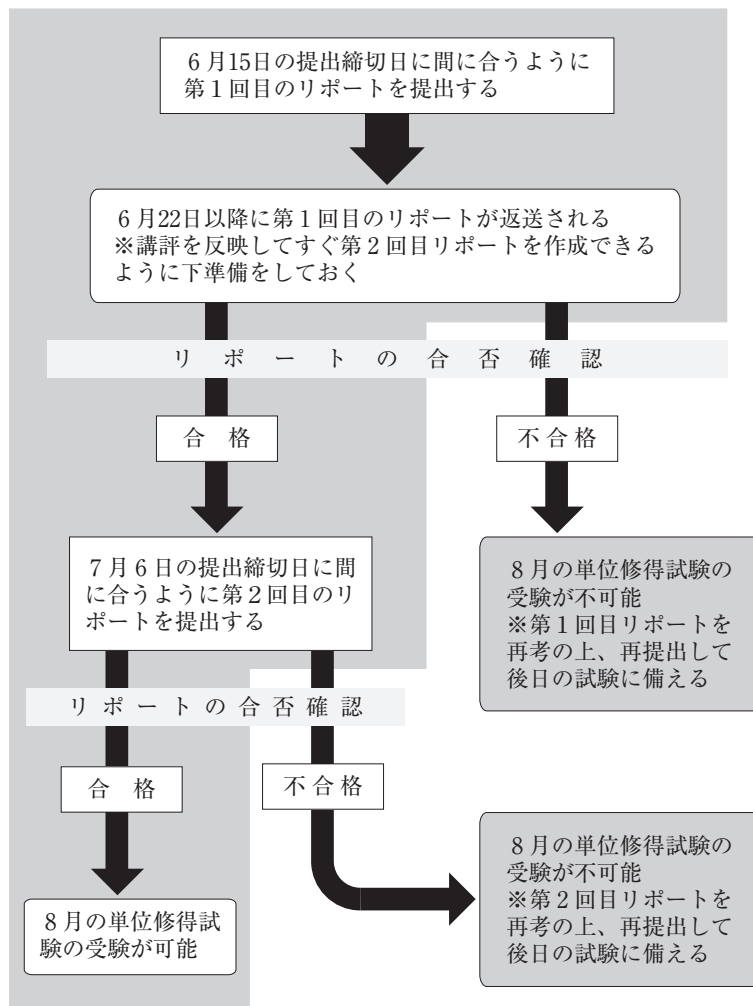 ６月15日の提出締切日に間に合うように
第１回目のリポートを提出する
６月22日以降に第１回目のリポートが返送される
※講評を反映してすぐ第２回目リポートを作成できる
ように下準備をしておく
リポートの合否確認
合格
不合格
７月６日の提出締切日に間
に合うように第２回目のリ
ポートを提出する
８月の単位修得試験の
受験が不可能
※第１回目リポートを
再考の上、再提出して
後日の試験に備える
リポートの合否確認
合格
不合格
８月の単位修得試
験の受験が可能
８月の単位修得試験の
受験が不可能
※第２回目リポートを
再考の上、再提出して
後日の試験に備える